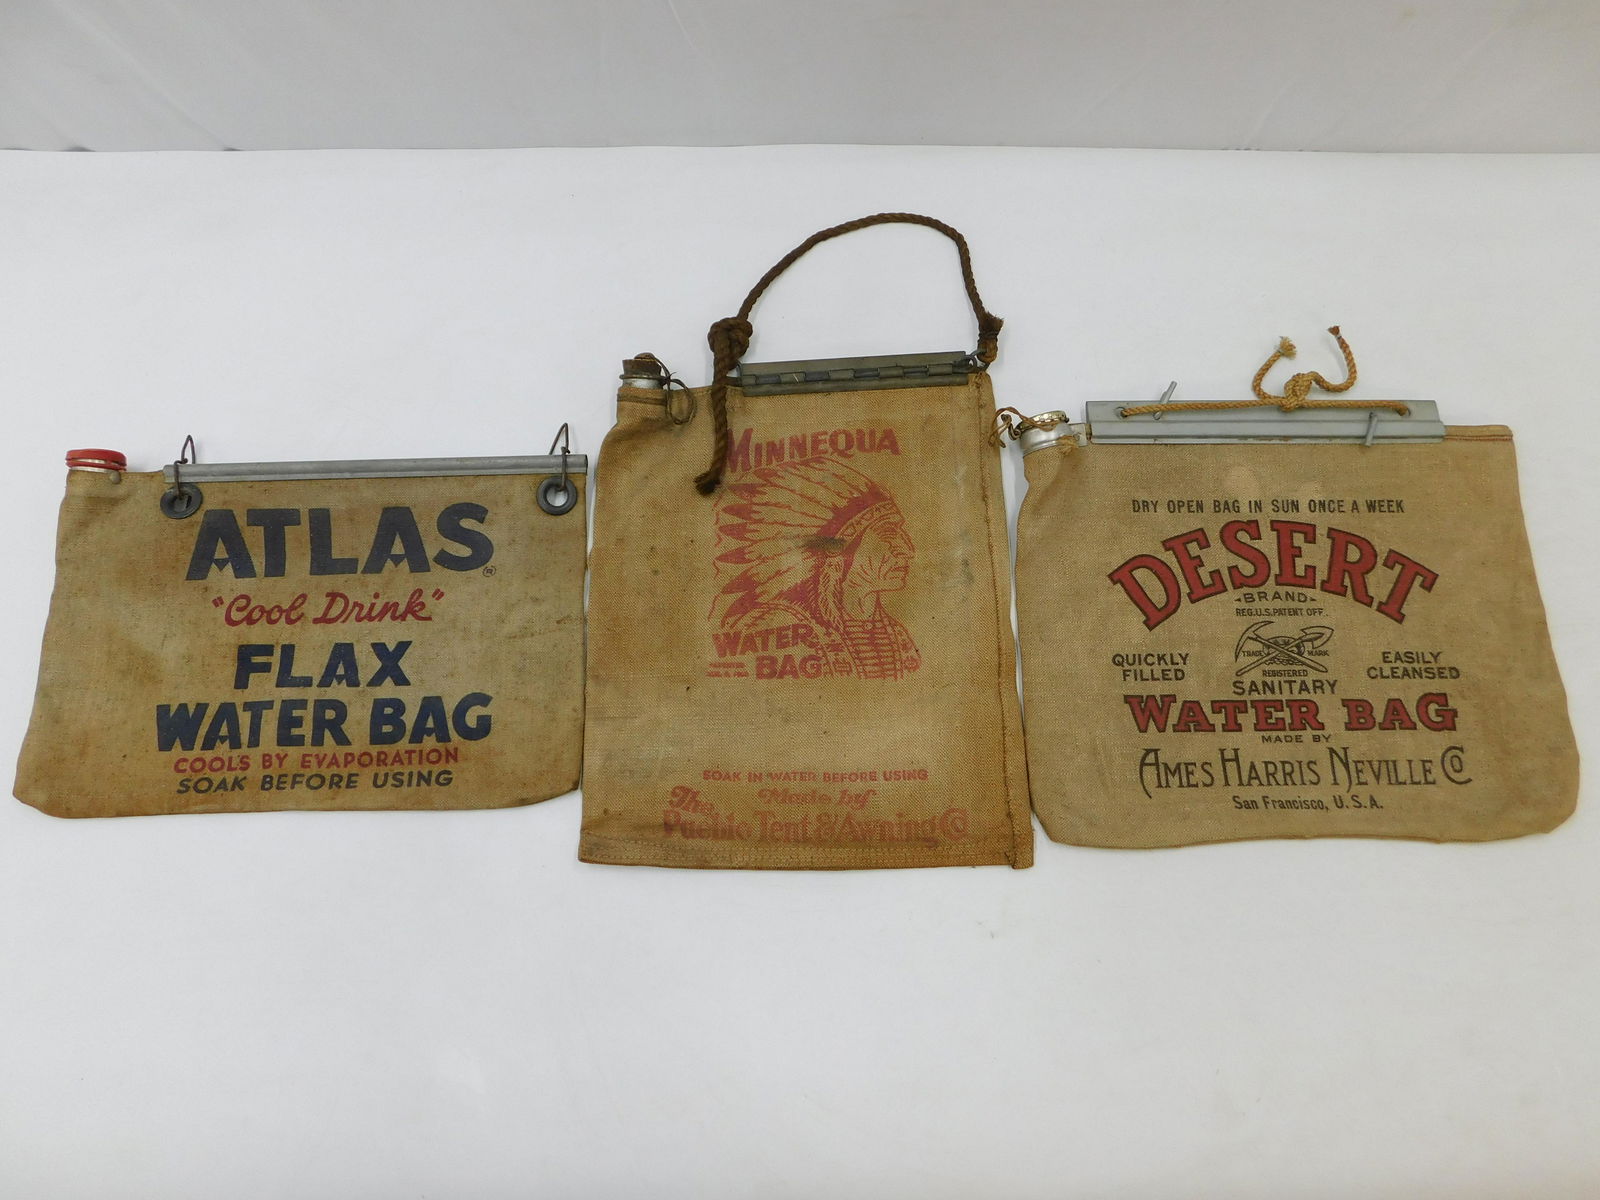 ATLAS®
"Cool Drink"
FLAX
WATER BAG
COOLS BY EVAPORATION
SOAK BEFORE USING
MINNEQUA
WATER
BAG
SOAK IN WATER BEFORE USING
Made by
The
Pueblo Tent & Awning Co
DRY OPEN BAG IN SUN ONCE A WEEK
DESERT
-BRAND-
REG.U.S.PATENT OFF.
TRADE MARK
REGISTERED
QUICKLY FILLED
EASILY CLEANSED
SANITARY
WATER BAG
MADE BY
AMES HARRIS NEVILLE CO
San Francisco, U.S.A.